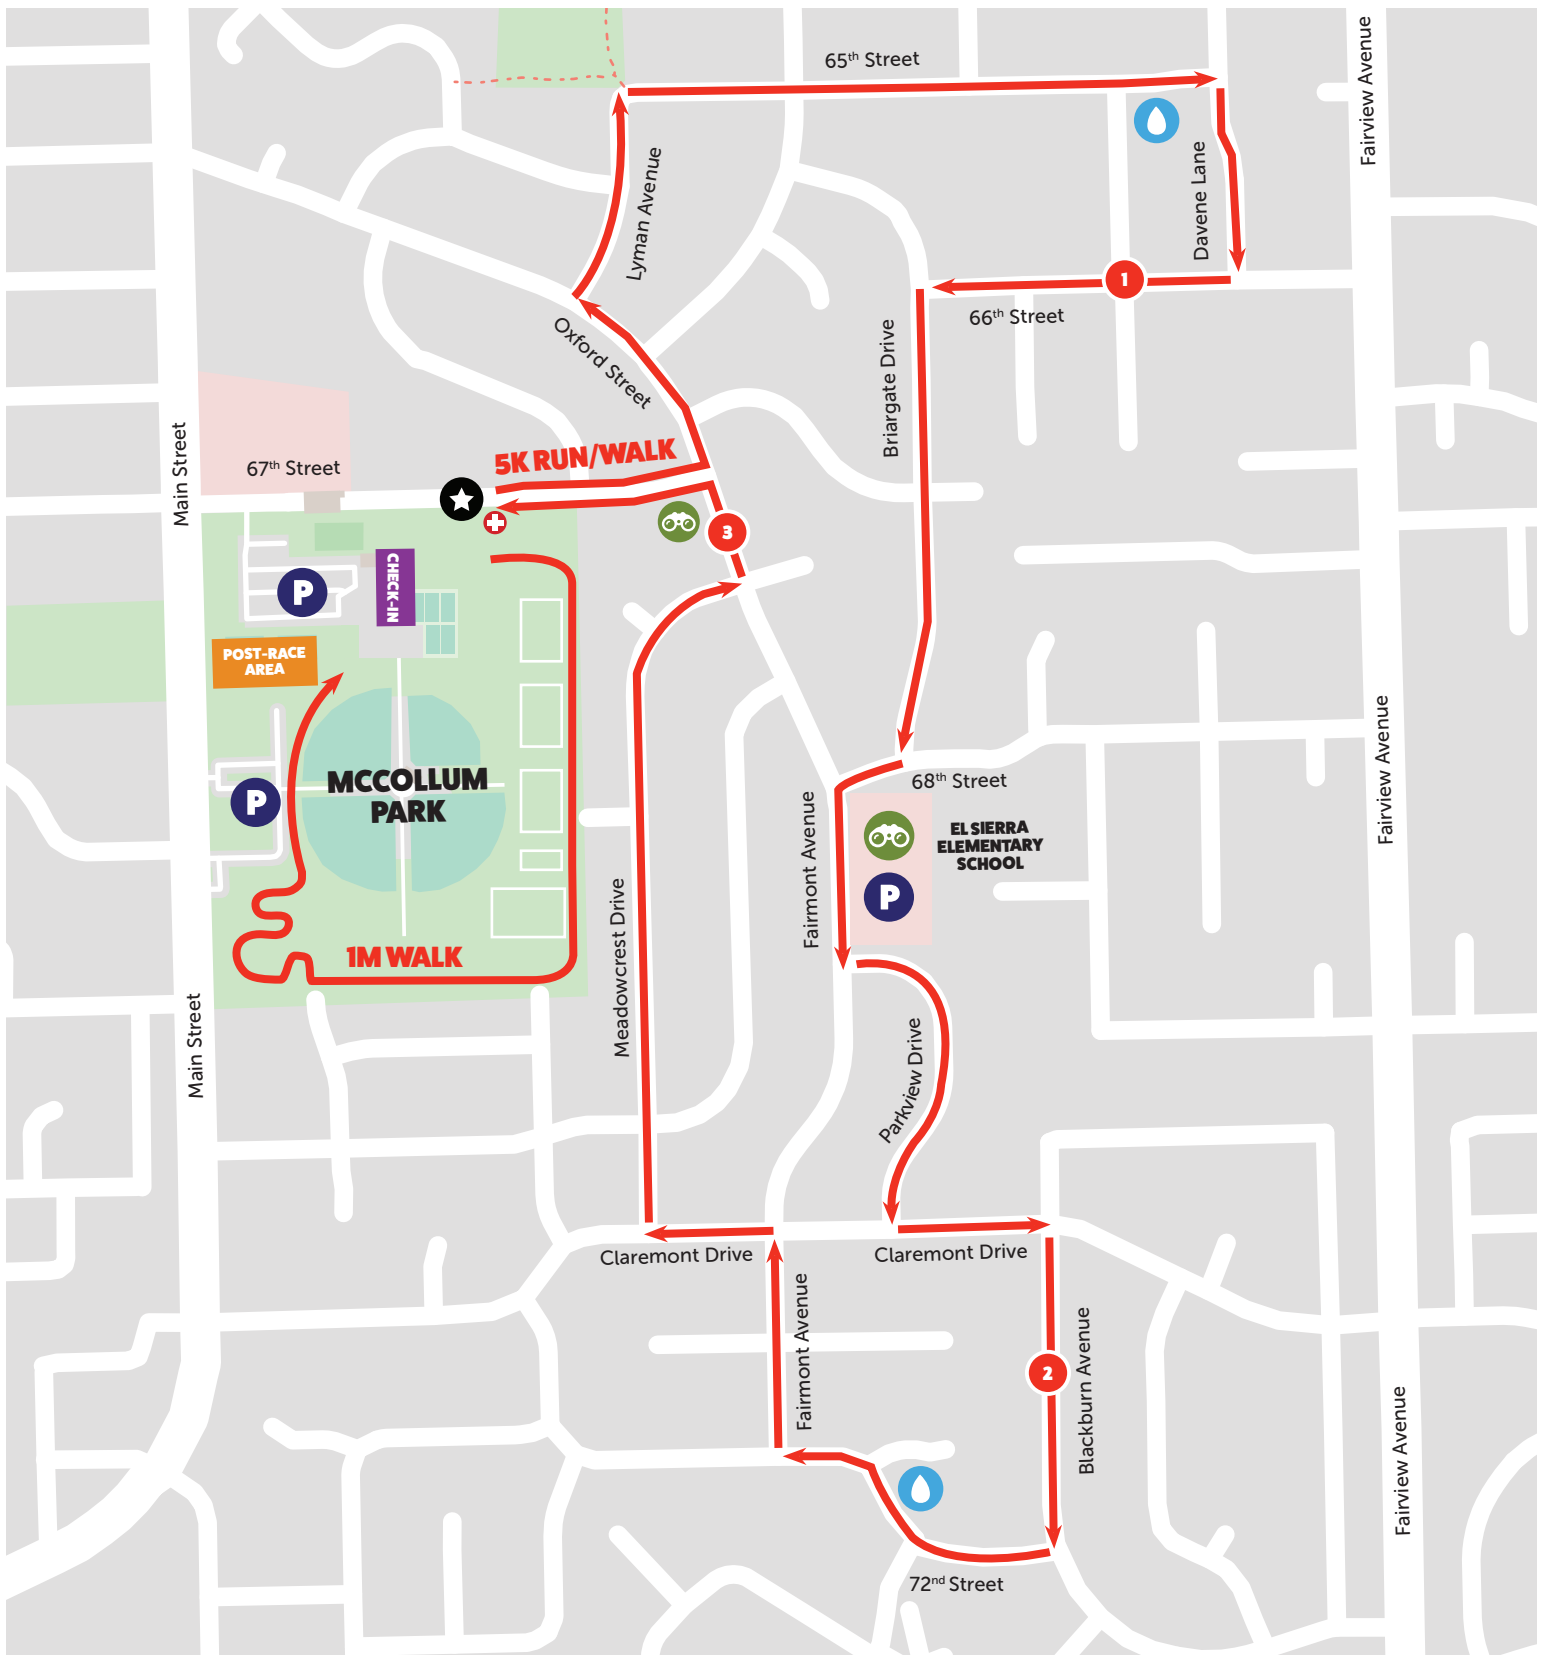 65th Street
Fairview Avenue
Davene Lane
Lyman Avenue
1
66th Street
Oxford Street
Briargate Drive
Main Street
5K RUN/WALK
67th Street
3
CHECK-IN
P
POST-RACE
AREA
68th Street
Fairview Avenue
MCCOLLUM
PARK
P
Fairmont Avenue
EL SIERRA
ELEMENTARY
SCHOOL
P
Meadowcrest Drive
1M WALK
Main Street
Parkview Drive
Claremont Drive
Claremont Drive
Fairmont Avenue
2
Blackburn Avenue
Fairview Avenue
72nd Street